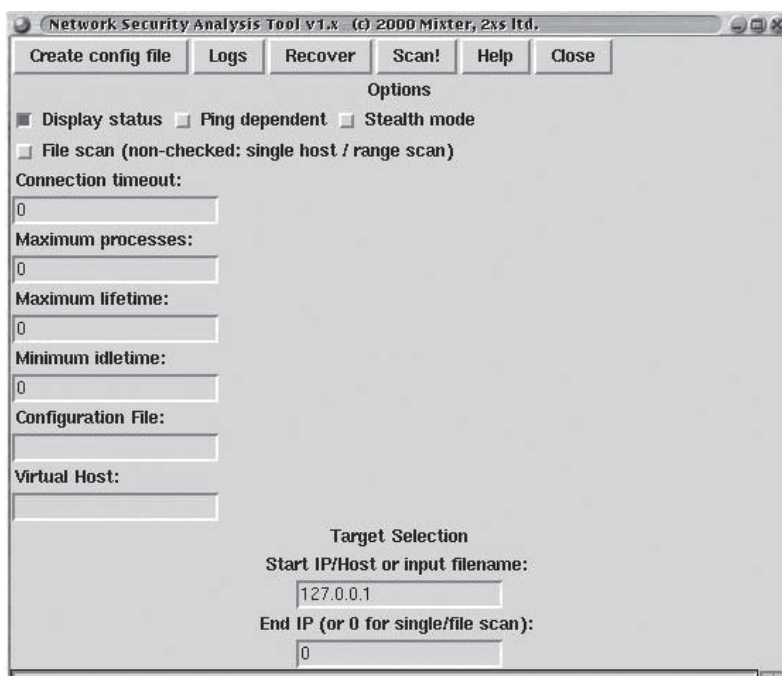 Network Security Analysis Tool v1.x (c) 2000 Mixter, 2xs ltd.
Create config file Logs Recover Scan! Help Close
Options
Display status Ping dependent Stealth mode
File scan (non-checked: single host / range scan)
Connection timeout:
0
Maximum processes:
0
Maximum lifetime:
0
Minimum idletime:
0
Configuration File:
Virtual Host:
Target Selection
Start IP/Host or input filename:
127.0.0.1
End IP (or 0 for single/file scan):
0